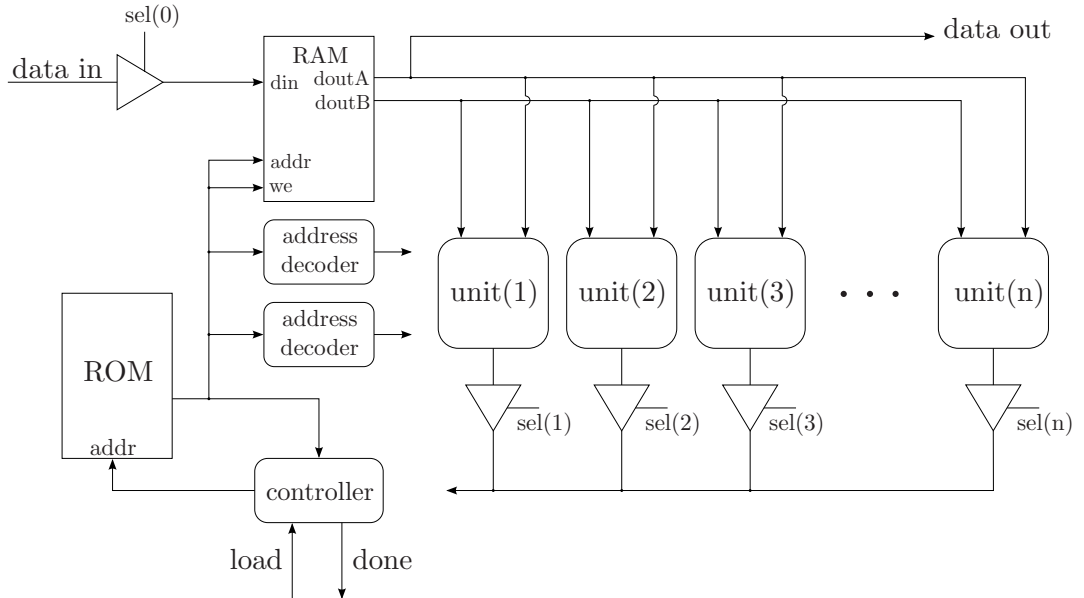 sel(0)
data in
RAM
din
doutA
doutB
addr
we
data out
address
decoder
address
decoder
unit(1)
unit(2)
unit(3)
. . .
unit(n)
sel(1)
sel(2)
sel(3)
sel(n)
ROM
addr
controller
load
done